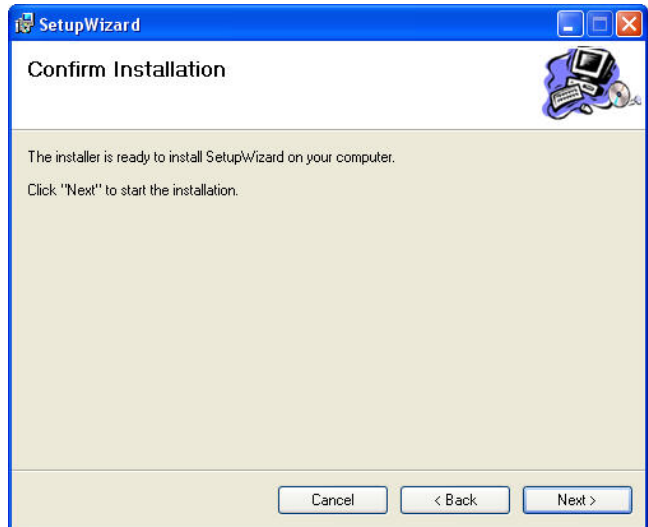 SetupWizard
Confirm Installation
The installer is ready to install SetupWizard on your computer.
Click "Next" to start the installation.
Cancel
< Back
Next >